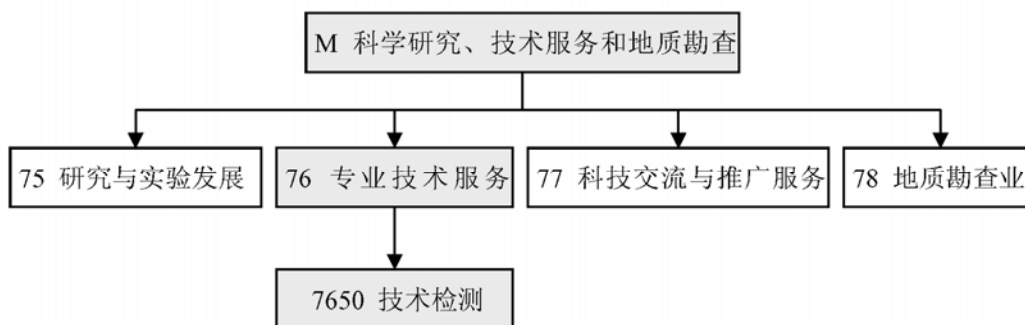 M 科学研究、技术服务和地质勘查
75 研究与实验发展
76 专业技术服务
77 科技交流与推广服务
78 地质勘查业
7650 技术检测